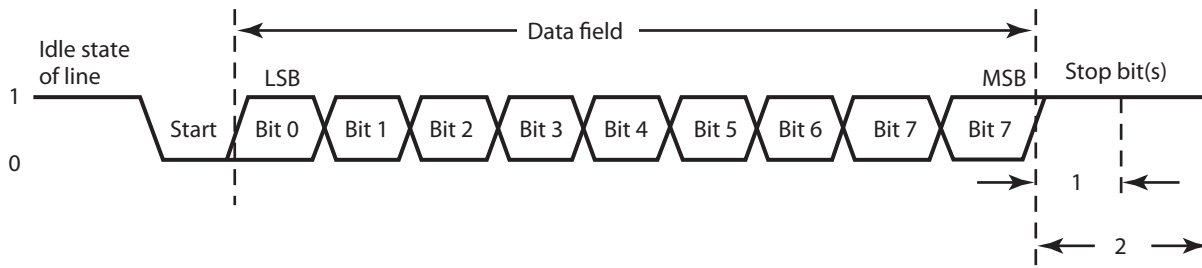 Data field
Idle state
of line
LSB
MSB
Stop bit(s)
1
Start
Bit 0
Bit 1
Bit 2
Bit 3
Bit 4
Bit 5
Bit 6
Bit 7
Bit 7
0
1
2